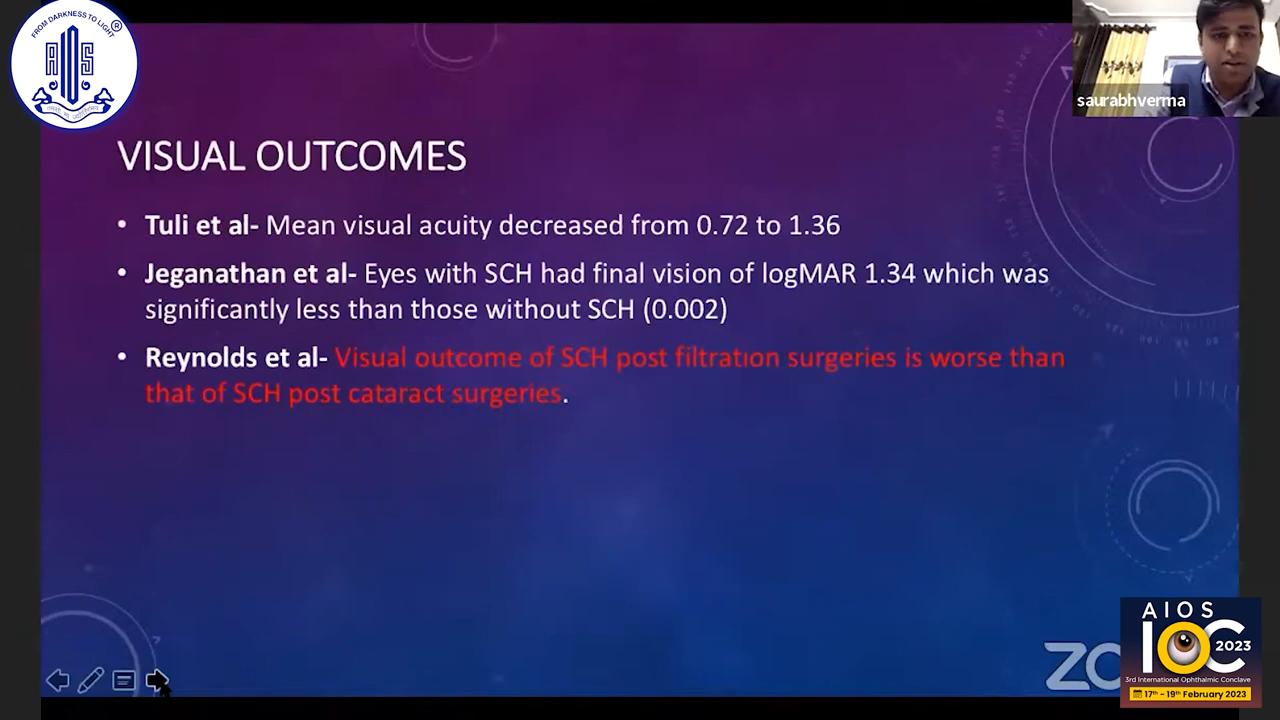 FROM DARKNESS TO LIGHT
®
AIOS
saurabhverma
VISUAL OUTCOMES
• Tuli et al- Mean visual acuity decreased from 0.72 to 1.36
• Jeganathan et al- Eyes with SCH had final vision of logMAR 1.34 which was
significantly less than those without SCH (0.002)
• Reynolds et al- Visual outcome of SCH post filtration surgeries is worse than
that of SCH post cataract surgeries.
AIOS
IOC 2023
3rd International Ophthalmic Conclave
17th - 19th February 2023